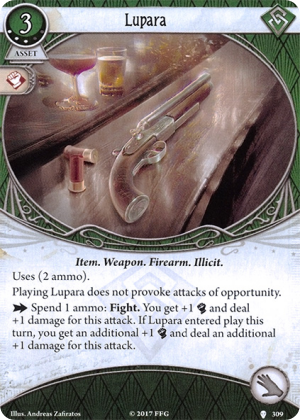 Lupara
3
ASSET
Item. Weapon. Firearm. Illicit.
Uses (2 ammo).
Playing Lupara does not provoke attacks of opportunity.
Spend 1 ammo: Fight. You get +1 and deal
+1 damage for this attack. If Lupara entered play this
turn, you get an additional +1 and deal an additional
+1 damage for this attack.
Illus. Andreas Zafiratos © 2017 FFG 309